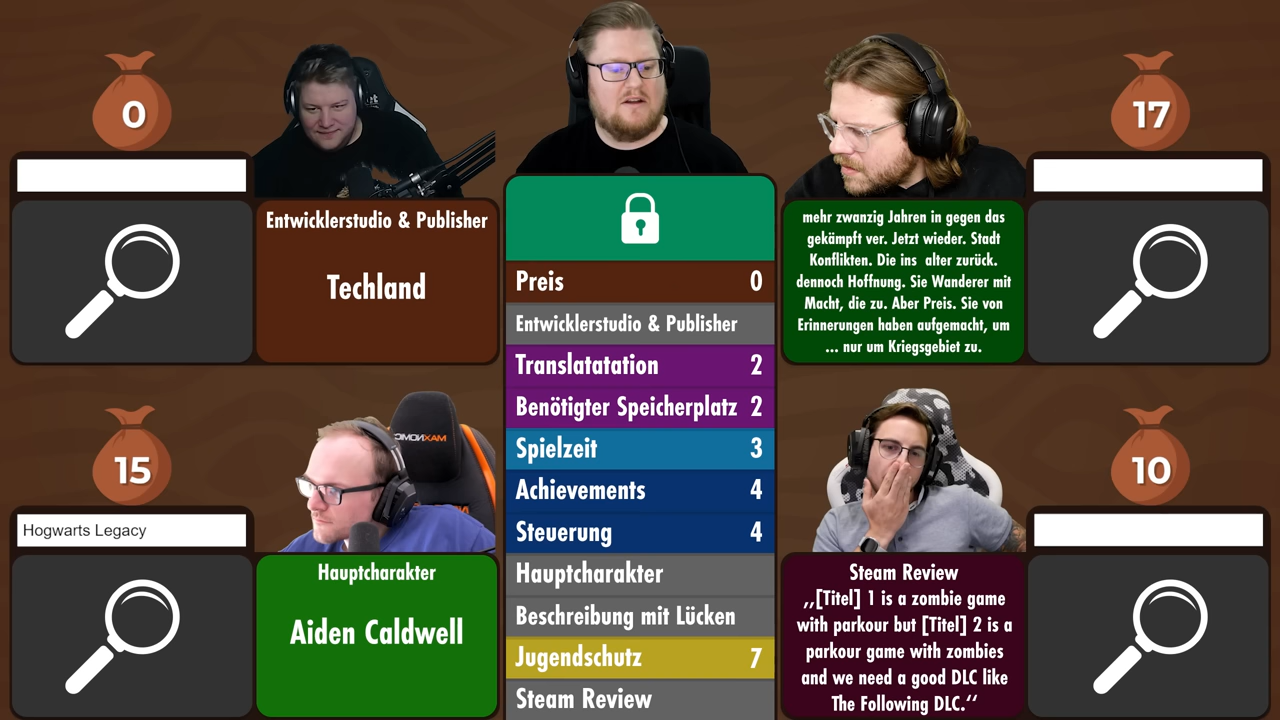 0
17
Entwicklerstudio & Publisher
Techland
Preis 0
Entwicklerstudio & Publisher
Translatatation 2
Benötigter Speicherplatz 2
Spielzeit 3
Achievements 4
Steuerung 4
Hauptcharakter
Beschreibung mit Lücken
Jugendschutz 7
Steam Review
mehr zwanzig Jahren in gegen das
gekämpft ver. Jetzt wieder. Stadt
Konflikten. Die ins alter zurück.
dennoch Hoffnung. Sie Wanderer mit
Macht, die zu. Aber Preis. Sie von
Erinnerungen haben aufgemacht, um
... nur um Kriegsgebiet zu.
15
Hogwarts Legacy
MAXNOMIC
Hauptcharakter
Aiden Caldwell
10
Steam Review
,,[Titel] 1 is a zombie game
with parkour but [Titel] 2 is a
parkour game with zombies
and we need a good DLC like
The Following DLC.‘‘